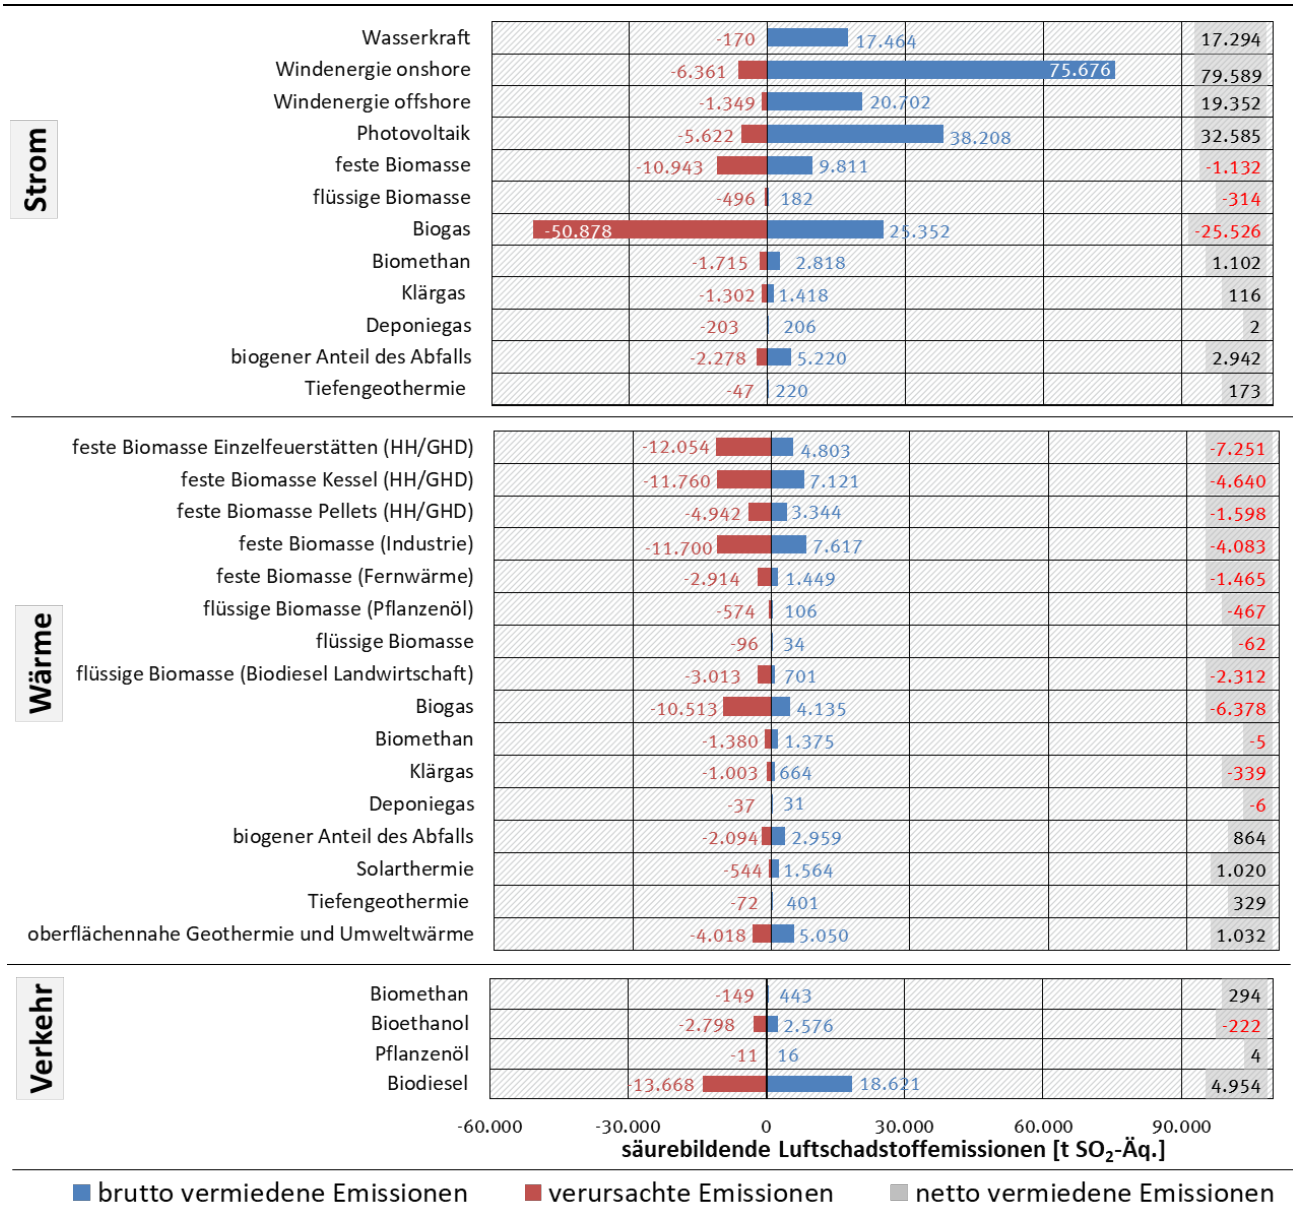 Strom
Wasserkraft -170 17.464 17.294
Windenergie onshore -6.361 75.676 79.589
Windenergie offshore -1.349 20.702 19.352
Photovoltaik -5.622 38.208 32.585
feste Biomasse -10.943 9.811 -1.132
flüssige Biomasse -496 182 -314
Biogas -50.878 25.352 -25.526
Biomethan -1.715 2.818 1.102
Klärgas -1.302 1.418 116
Deponiegas -203 206 2
biogener Anteil des Abfalls -2.278 5.220 2.942
Tiefengeothermie -47 220 173
Wärme
feste Biomasse Einzelfeuerstätten (HH/GHD) -12.054 4.803 -7.251
feste Biomasse Kessel (HH/GHD) -11.760 7.121 -4.640
feste Biomasse Pellets (HH/GHD) -4.942 3.344 -1.598
feste Biomasse (Industrie) -11.700 7.617 -4.083
feste Biomasse (Fernwärme) -2.914 1.449 -1.465
flüssige Biomasse (Pflanzenöl) -574 106 -467
flüssige Biomasse -96 34 -62
flüssige Biomasse (Biodiesel Landwirtschaft) -3.013 701 -2.312
Biogas -10.513 4.135 -6.378
Biomethan -1.380 1.375 -5
Klärgas -1.003 664 -339
Deponiegas -37 31 -6
biogener Anteil des Abfalls -2.094 2.959 864
Solarthermie -544 1.564 1.020
Tiefengeothermie -72 401 329
oberflächennahe Geothermie und Umweltwärme -4.018 5.050 1.032
Verkehr
Biomethan -149 443 294
Bioethanol -2.798 2.576 -222
Pflanzenöl -11 16 4
Biodiesel -13.668 18.621 4.954
-60.000 -30.000 0 30.000 60.000 90.000
säurebildende Luftschadstoffemissionen [t SO₂-Äq.]
brutto vermiedene Emissionen verursachte Emissionen netto vermiedene Emissionen